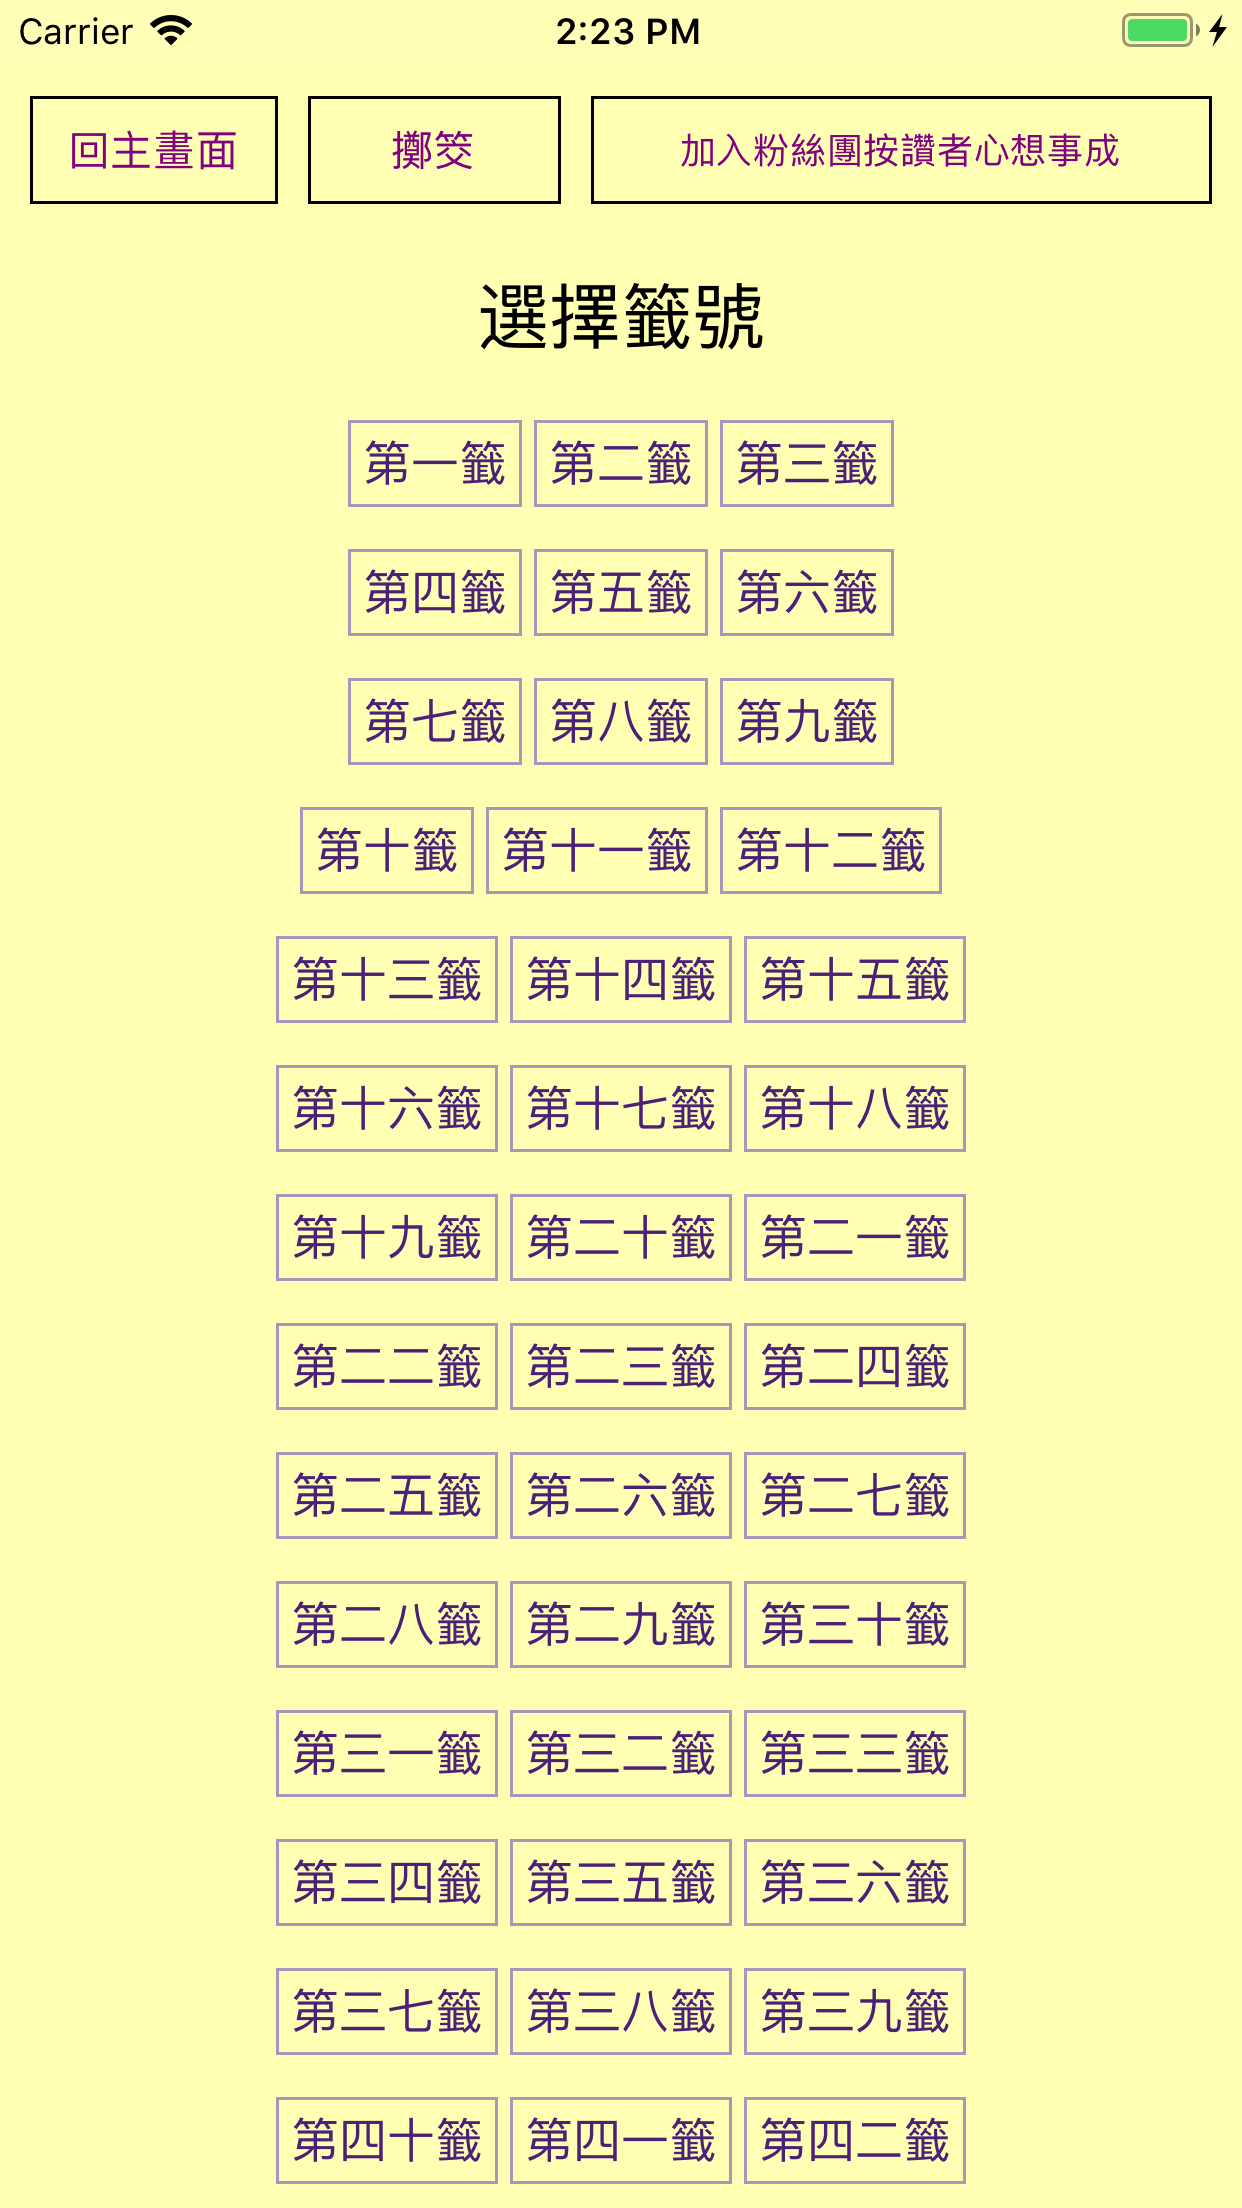 Carrier 2:23 PM
回主畫面 擲筊 加入粉絲團按讚者心想事成
選擇籤號
第一籤 第二籤 第三籤
第四籤 第五籤 第六籤
第七籤 第八籤 第九籤
第十籤 第十一籤 第十二籤
第十三籤 第十四籤 第十五籤
第十六籤 第十七籤 第十八籤
第十九籤 第二十籤 第二一籤
第二二籤 第二三籤 第二四籤
第二五籤 第二六籤 第二七籤
第二八籤 第二九籤 第三十籤
第三一籤 第三二籤 第三三籤
第三四籤 第三五籤 第三六籤
第三七籤 第三八籤 第三九籤
第四十籤 第四一籤 第四二籤